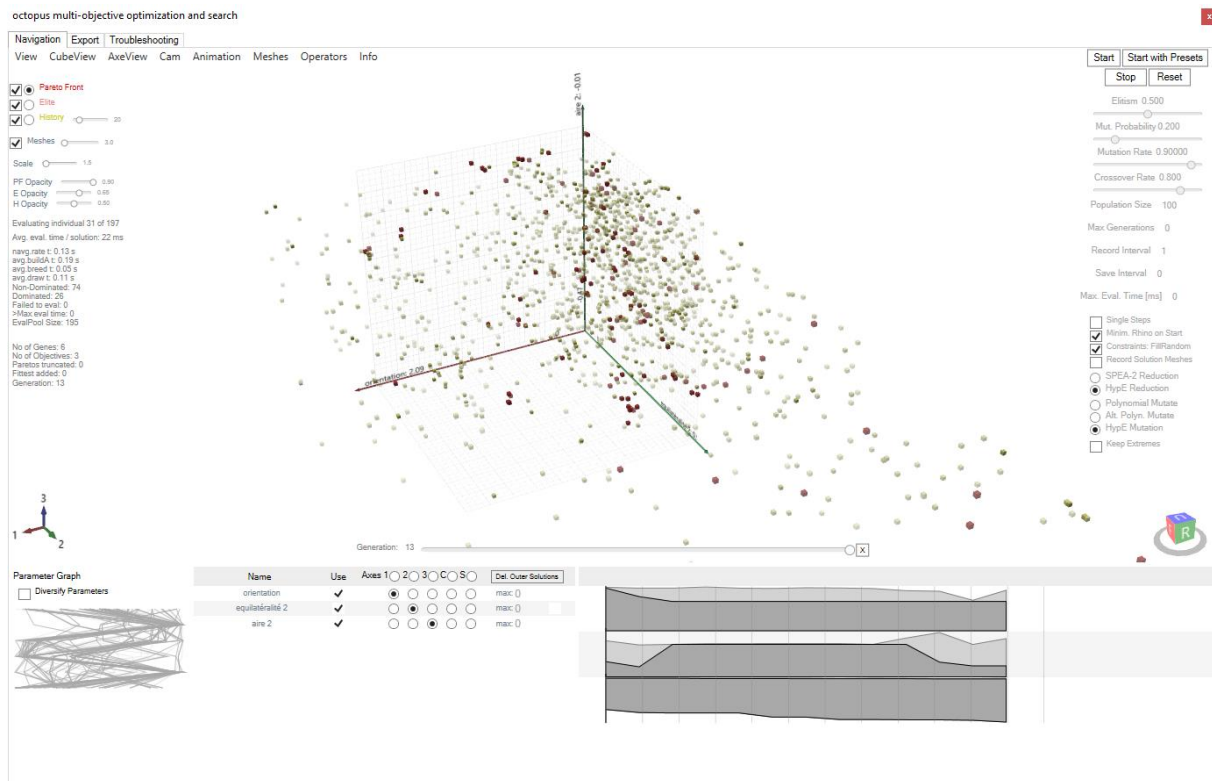 octopus multi-objective optimization and search
x
Navigation Export Troubleshooting
View CubeView AxeView Cam Animation Meshes Operators Info
Start Start with Presets
Stop Reset
Pareto Front
Elite
History 20
Meshes 3.0
Scale 1.5
PF Opacity 0.90
E Opacity 0.65
H Opacity 0.50
Evaluating individual 31 of 197
Avg. eval. time / solution: 22 ms
navg.rate t: 0.13 s
avg.buildA t: 0.19 s
avg.breed t: 0.05 s
avg.draw t: 0.11 s
Non-Dominated: 74
Dominated: 26
Failed to eval: 0
>Max eval time: 0
EvalPool Size: 195
No of Genes: 6
No of Objectives: 3
Paretos truncated: 0
Fittest added: 0
Generation: 13
aire 2: -0.01
orientation: 2.09
Elitism 0.500
Mut. Probability 0.200
Mutation Rate 0.90000
Crossover Rate 0.800
Population Size 100
Max Generations 0
Record Interval 1
Save Interval 0
Max. Eval. Time [ms] 0
Single Steps
Minim. Rhino on Start
Constraints: FillRandom
Record Solution Meshes
SPEA-2 Reduction
HypE Reduction
Polynomial Mutate
Alt. Polyn. Mutate
HypE Mutation
Keep Extremes
3
1
2
R
Generation: 13
X
Parameter Graph
Diversify Parameters
Name Use Axes 1 2 3 C S Del. Outer Solutions
orientation max: ()
equilatéralité 2 max: ()
aire 2 max: ()